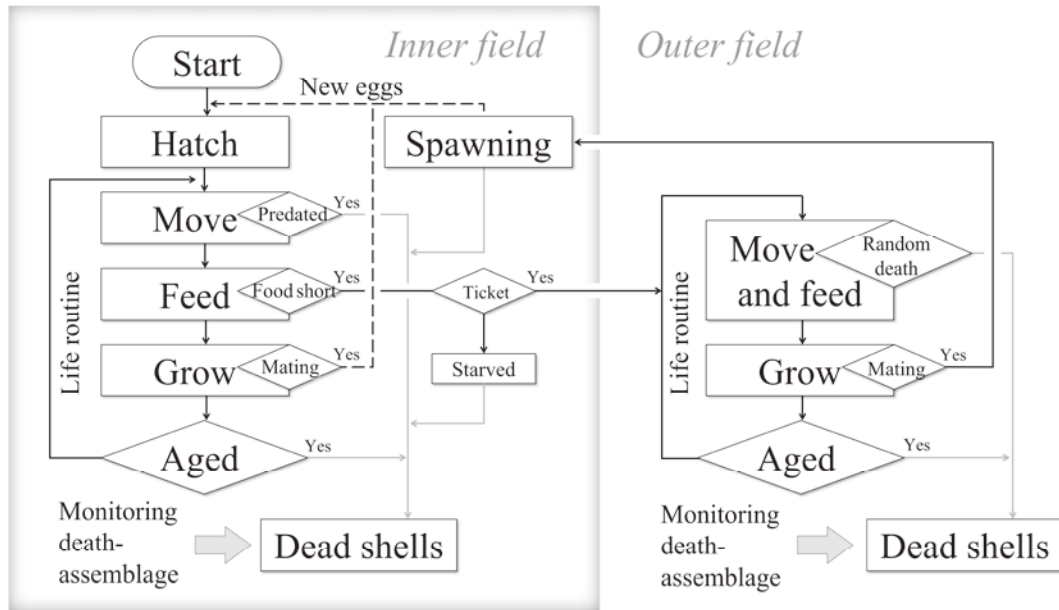 Inner field
Outer field
Start
New eggs
Hatch
Spawning
Move
Predated
Yes
Feed
Food short
Yes
Ticket
Yes
Life routine
Grow
Mating
Yes
Starved
Aged
Yes
Monitoring
death-
assemblage
Dead shells
Move
and feed
Random
death
Life routine
Grow
Mating
Yes
Aged
Yes
Monitoring
death-
assemblage
Dead shells